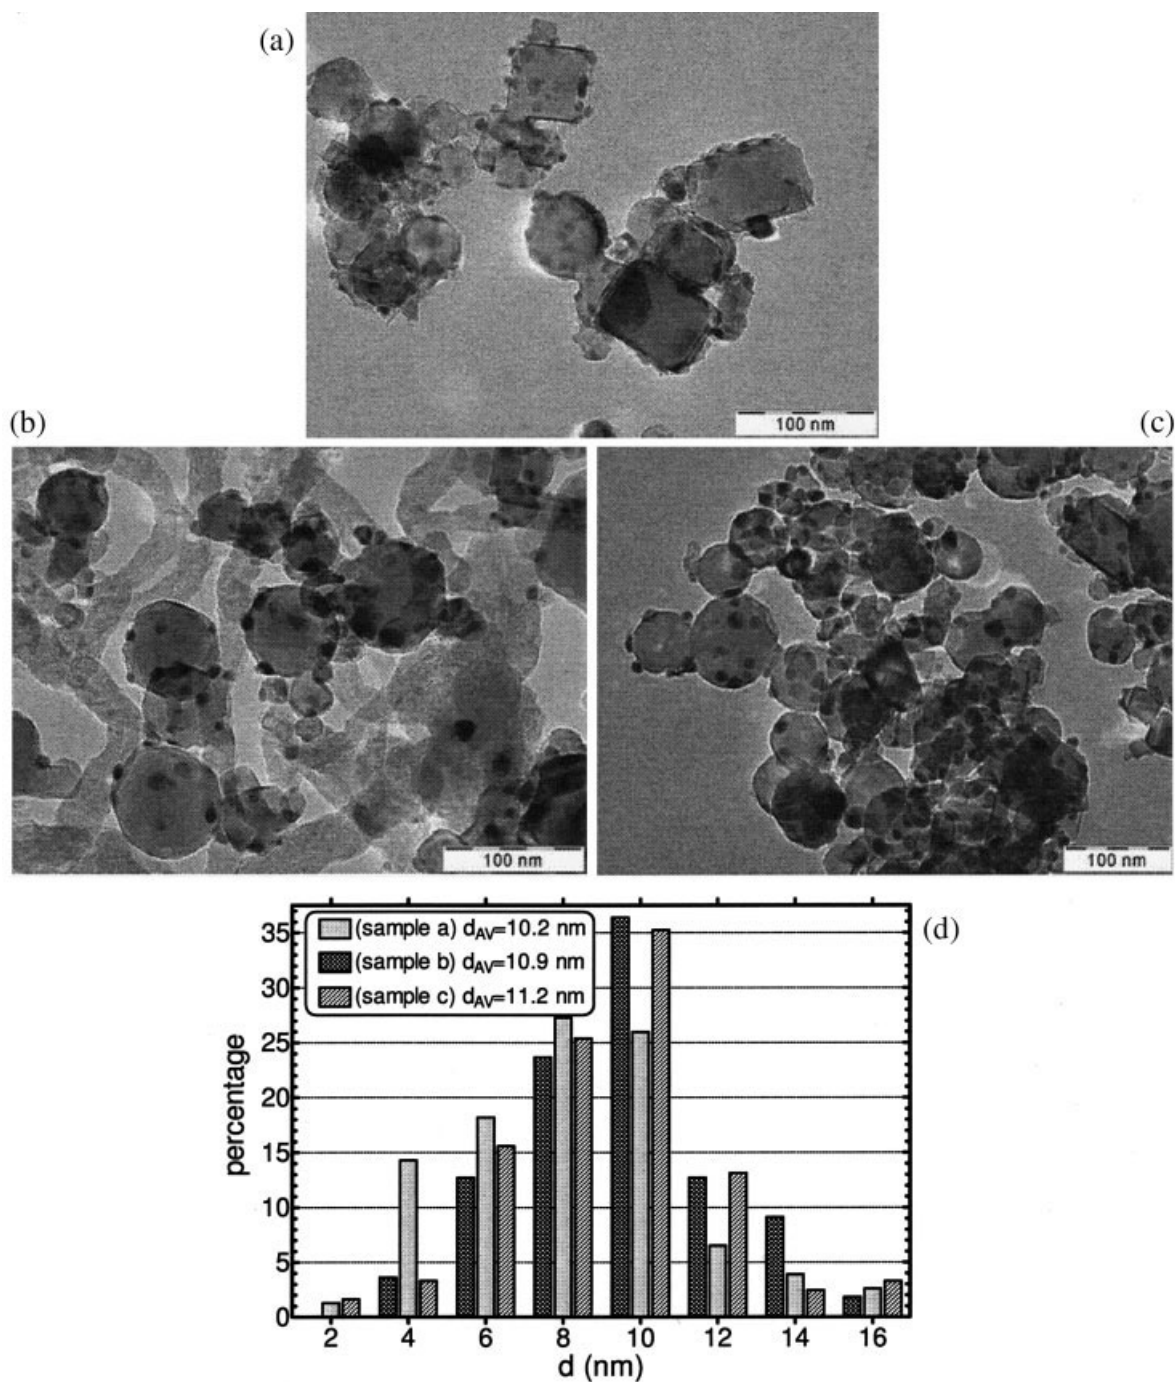 (a)
100 nm
(b)
(c)
100 nm
100 nm
(d)
(sample a) dAV=10.2 nm
(sample b) dAV=10.9 nm
(sample c) dAV=11.2 nm
percentage
35
30
25
20
15
10
5
0
2 4 6 8 10 12 14 16
d (nm)